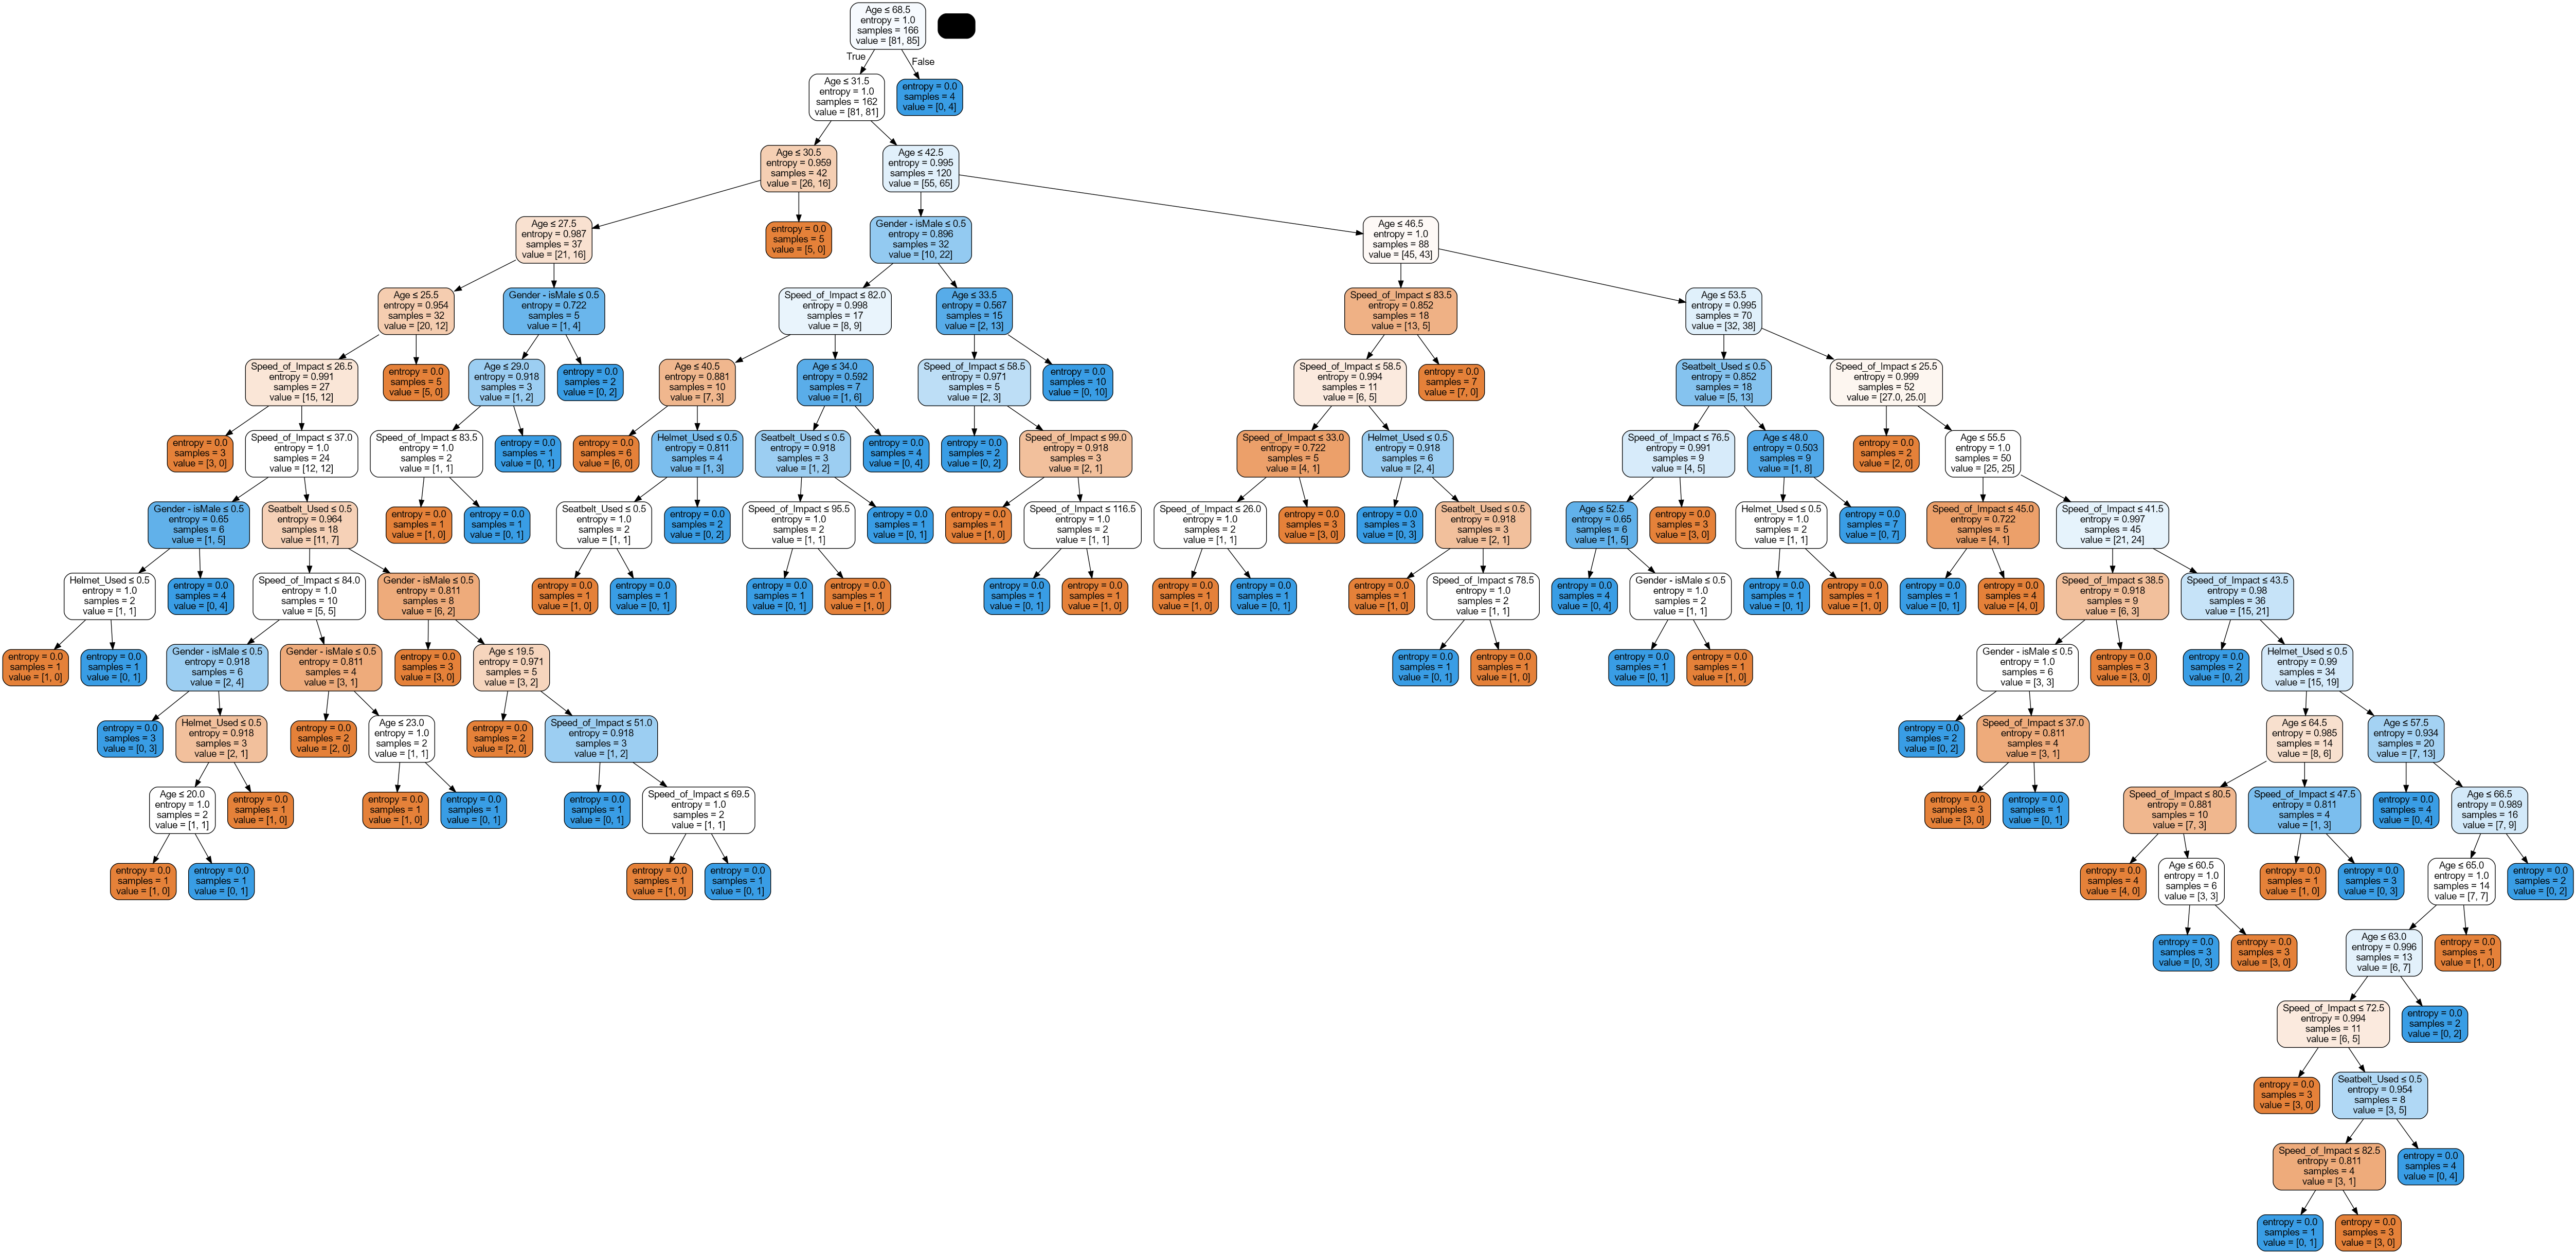 Age ≤ 68.5
entropy = 1.0
samples = 166
value = [81, 85]
True
False
Age ≤ 31.5
entropy = 1.0
samples = 162
value = [81, 81]
entropy = 0.0
samples = 4
value = [0, 4]
Age ≤ 30.5
entropy = 0.959
samples = 42
value = [26, 16]
Age ≤ 42.5
entropy = 0.995
samples = 120
value = [55, 65]
Age ≤ 27.5
entropy = 0.987
samples = 37
value = [21, 16]
entropy = 0.0
samples = 5
value = [5, 0]
Gender - isMale ≤ 0.5
entropy = 0.896
samples = 32
value = [10, 22]
Age ≤ 46.5
entropy = 1.0
samples = 88
value = [45, 43]
Age ≤ 25.5
entropy = 0.954
samples = 32
value = [20, 12]
Gender - isMale ≤ 0.5
entropy = 0.722
samples = 5
value = [1, 4]
Speed_of_Impact ≤ 82.0
entropy = 0.998
samples = 17
value = [8, 9]
Age ≤ 33.5
entropy = 0.567
samples = 15
value = [2, 13]
Speed_of_Impact ≤ 83.5
entropy = 0.852
samples = 18
value = [13, 5]
Age ≤ 53.5
entropy = 0.995
samples = 70
value = [32, 38]
Speed_of_Impact ≤ 26.5
entropy = 0.991
samples = 27
value = [15, 12]
entropy = 0.0
samples = 5
value = [5, 0]
Age ≤ 29.0
entropy = 0.918
samples = 3
value = [1, 2]
entropy = 0.0
samples = 2
value = [0, 2]
Age ≤ 40.5
entropy = 0.881
samples = 10
value = [7, 3]
Age ≤ 34.0
entropy = 0.592
samples = 7
value = [1, 6]
Speed_of_Impact ≤ 58.5
entropy = 0.971
samples = 5
value = [2, 3]
entropy = 0.0
samples = 10
value = [0, 10]
Speed_of_Impact ≤ 58.5
entropy = 0.994
samples = 11
value = [6, 5]
entropy = 0.0
samples = 7
value = [7, 0]
Seatbelt_Used ≤ 0.5
entropy = 0.852
samples = 18
value = [5, 13]
Speed_of_Impact ≤ 25.5
entropy = 0.999
samples = 52
value = [27.0, 25.0]
entropy = 0.0
samples = 3
value = [3, 0]
Speed_of_Impact ≤ 37.0
entropy = 1.0
samples = 24
value = [12, 12]
Speed_of_Impact ≤ 83.5
entropy = 1.0
samples = 2
value = [1, 1]
entropy = 0.0
samples = 1
value = [0, 1]
entropy = 0.0
samples = 6
value = [6, 0]
Helmet_Used ≤ 0.5
entropy = 0.811
samples = 4
value = [1, 3]
Seatbelt_Used ≤ 0.5
entropy = 0.918
samples = 3
value = [1, 2]
entropy = 0.0
samples = 4
value = [0, 4]
entropy = 0.0
samples = 2
value = [0, 2]
Speed_of_Impact ≤ 99.0
entropy = 0.918
samples = 3
value = [2, 1]
Speed_of_Impact ≤ 33.0
entropy = 0.722
samples = 5
value = [4, 1]
Helmet_Used ≤ 0.5
entropy = 0.918
samples = 6
value = [2, 4]
Speed_of_Impact ≤ 76.5
entropy = 0.991
samples = 9
value = [4, 5]
Age ≤ 48.0
entropy = 0.503
samples = 9
value = [1, 8]
entropy = 0.0
samples = 2
value = [2, 0]
Age ≤ 55.5
entropy = 1.0
samples = 50
value = [25, 25]
Gender - isMale ≤ 0.5
entropy = 0.65
samples = 6
value = [1, 5]
Seatbelt_Used ≤ 0.5
entropy = 0.964
samples = 18
value = [11, 7]
entropy = 0.0
samples = 1
value = [1, 0]
entropy = 0.0
samples = 1
value = [0, 1]
Seatbelt_Used ≤ 0.5
entropy = 1.0
samples = 2
value = [1, 1]
entropy = 0.0
samples = 2
value = [0, 2]
Speed_of_Impact ≤ 95.5
entropy = 1.0
samples = 2
value = [1, 1]
entropy = 0.0
samples = 1
value = [0, 1]
entropy = 0.0
samples = 1
value = [1, 0]
Speed_of_Impact ≤ 116.5
entropy = 1.0
samples = 2
value = [1, 1]
Speed_of_Impact ≤ 26.0
entropy = 1.0
samples = 2
value = [1, 1]
entropy = 0.0
samples = 3
value = [3, 0]
entropy = 0.0
samples = 3
value = [0, 3]
Seatbelt_Used ≤ 0.5
entropy = 0.918
samples = 3
value = [2, 1]
Age ≤ 52.5
entropy = 0.65
samples = 6
value = [1, 5]
entropy = 0.0
samples = 3
value = [3, 0]
Helmet_Used ≤ 0.5
entropy = 1.0
samples = 2
value = [1, 1]
entropy = 0.0
samples = 7
value = [0, 7]
Speed_of_Impact ≤ 45.0
entropy = 0.722
samples = 5
value = [4, 1]
Speed_of_Impact ≤ 41.5
entropy = 0.997
samples = 45
value = [21, 24]
Helmet_Used ≤ 0.5
entropy = 1.0
samples = 2
value = [1, 1]
entropy = 0.0
samples = 4
value = [0, 4]
Speed_of_Impact ≤ 84.0
entropy = 1.0
samples = 10
value = [5, 5]
Gender - isMale ≤ 0.5
entropy = 0.811
samples = 8
value = [6, 2]
entropy = 0.0
samples = 1
value = [1, 0]
entropy = 0.0
samples = 1
value = [0, 1]
entropy = 0.0
samples = 1
value = [0, 1]
entropy = 0.0
samples = 1
value = [1, 0]
entropy = 0.0
samples = 1
value = [0, 1]
entropy = 0.0
samples = 1
value = [1, 0]
entropy = 0.0
samples = 1
value = [1, 0]
entropy = 0.0
samples = 1
value = [0, 1]
entropy = 0.0
samples = 1
value = [1, 0]
Speed_of_Impact ≤ 78.5
entropy = 1.0
samples = 2
value = [1, 1]
entropy = 0.0
samples = 4
value = [0, 4]
Gender - isMale ≤ 0.5
entropy = 1.0
samples = 2
value = [1, 1]
entropy = 0.0
samples = 1
value = [0, 1]
entropy = 0.0
samples = 1
value = [1, 0]
entropy = 0.0
samples = 1
value = [0, 1]
entropy = 0.0
samples = 4
value = [4, 0]
Speed_of_Impact ≤ 38.5
entropy = 0.918
samples = 9
value = [6, 3]
Speed_of_Impact ≤ 43.5
entropy = 0.98
samples = 36
value = [15, 21]
entropy = 0.0
samples = 1
value = [1, 0]
entropy = 0.0
samples = 1
value = [0, 1]
Gender - isMale ≤ 0.5
entropy = 0.918
samples = 6
value = [2, 4]
Gender - isMale ≤ 0.5
entropy = 0.811
samples = 4
value = [3, 1]
entropy = 0.0
samples = 3
value = [3, 0]
Age ≤ 19.5
entropy = 0.971
samples = 5
value = [3, 2]
entropy = 0.0
samples = 1
value = [0, 1]
entropy = 0.0
samples = 1
value = [1, 0]
entropy = 0.0
samples = 1
value = [0, 1]
entropy = 0.0
samples = 1
value = [1, 0]
Gender - isMale ≤ 0.5
entropy = 1.0
samples = 6
value = [3, 3]
entropy = 0.0
samples = 3
value = [3, 0]
entropy = 0.0
samples = 2
value = [0, 2]
Helmet_Used ≤ 0.5
entropy = 0.99
samples = 34
value = [15, 19]
entropy = 0.0
samples = 3
value = [0, 3]
Helmet_Used ≤ 0.5
entropy = 0.918
samples = 3
value = [2, 1]
entropy = 0.0
samples = 2
value = [2, 0]
Age ≤ 23.0
entropy = 1.0
samples = 2
value = [1, 1]
entropy = 0.0
samples = 2
value = [2, 0]
Speed_of_Impact ≤ 51.0
entropy = 0.918
samples = 3
value = [1, 2]
entropy = 0.0
samples = 2
value = [0, 2]
Speed_of_Impact ≤ 37.0
entropy = 0.811
samples = 4
value = [3, 1]
Age ≤ 64.5
entropy = 0.985
samples = 14
value = [8, 6]
Age ≤ 57.5
entropy = 0.934
samples = 20
value = [7, 13]
Age ≤ 20.0
entropy = 1.0
samples = 2
value = [1, 1]
entropy = 0.0
samples = 1
value = [1, 0]
entropy = 0.0
samples = 1
value = [1, 0]
entropy = 0.0
samples = 1
value = [0, 1]
entropy = 0.0
samples = 1
value = [0, 1]
Speed_of_Impact ≤ 69.5
entropy = 1.0
samples = 2
value = [1, 1]
entropy = 0.0
samples = 3
value = [3, 0]
entropy = 0.0
samples = 1
value = [0, 1]
Speed_of_Impact ≤ 80.5
entropy = 0.881
samples = 10
value = [7, 3]
Speed_of_Impact ≤ 47.5
entropy = 0.811
samples = 4
value = [1, 3]
entropy = 0.0
samples = 4
value = [0, 4]
Age ≤ 66.5
entropy = 0.989
samples = 16
value = [7, 9]
entropy = 0.0
samples = 1
value = [1, 0]
entropy = 0.0
samples = 1
value = [0, 1]
entropy = 0.0
samples = 1
value = [1, 0]
entropy = 0.0
samples = 1
value = [0, 1]
entropy = 0.0
samples = 4
value = [4, 0]
Age ≤ 60.5
entropy = 1.0
samples = 6
value = [3, 3]
entropy = 0.0
samples = 1
value = [1, 0]
entropy = 0.0
samples = 3
value = [0, 3]
Age ≤ 65.0
entropy = 1.0
samples = 14
value = [7, 7]
entropy = 0.0
samples = 2
value = [0, 2]
entropy = 0.0
samples = 3
value = [0, 3]
entropy = 0.0
samples = 3
value = [3, 0]
Age ≤ 63.0
entropy = 0.996
samples = 13
value = [6, 7]
entropy = 0.0
samples = 1
value = [1, 0]
Speed_of_Impact ≤ 72.5
entropy = 0.994
samples = 11
value = [6, 5]
entropy = 0.0
samples = 2
value = [0, 2]
entropy = 0.0
samples = 3
value = [3, 0]
Seatbelt_Used ≤ 0.5
entropy = 0.954
samples = 8
value = [3, 5]
Speed_of_Impact ≤ 82.5
entropy = 0.811
samples = 4
value = [3, 1]
entropy = 0.0
samples = 4
value = [0, 4]
entropy = 0.0
samples = 1
value = [0, 1]
entropy = 0.0
samples = 3
value = [3, 0]